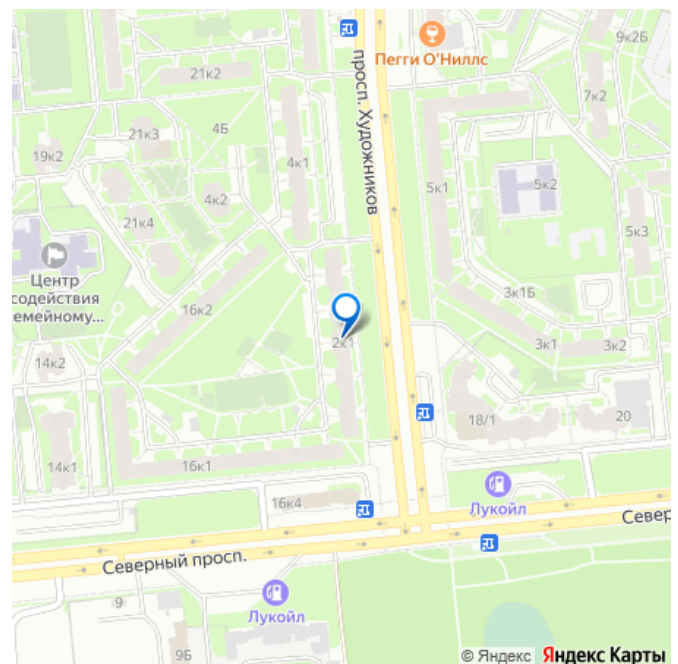 Пегги О'Ниллс
9к2Б
21к2
просп. Художников
7к2
21к3
4Б
19к2
4к1
5к1
5к2
4к2
21к4
5к3
Центр
содействия
семейному...
16к2
3к1Б
2к1
3к1
3к2
14к2
18/1
20
14к1
16к1
16к4
Лукойл
Север
Северный просп.
9
Лукойл
9Б
© Яндекс Яндекс Карты